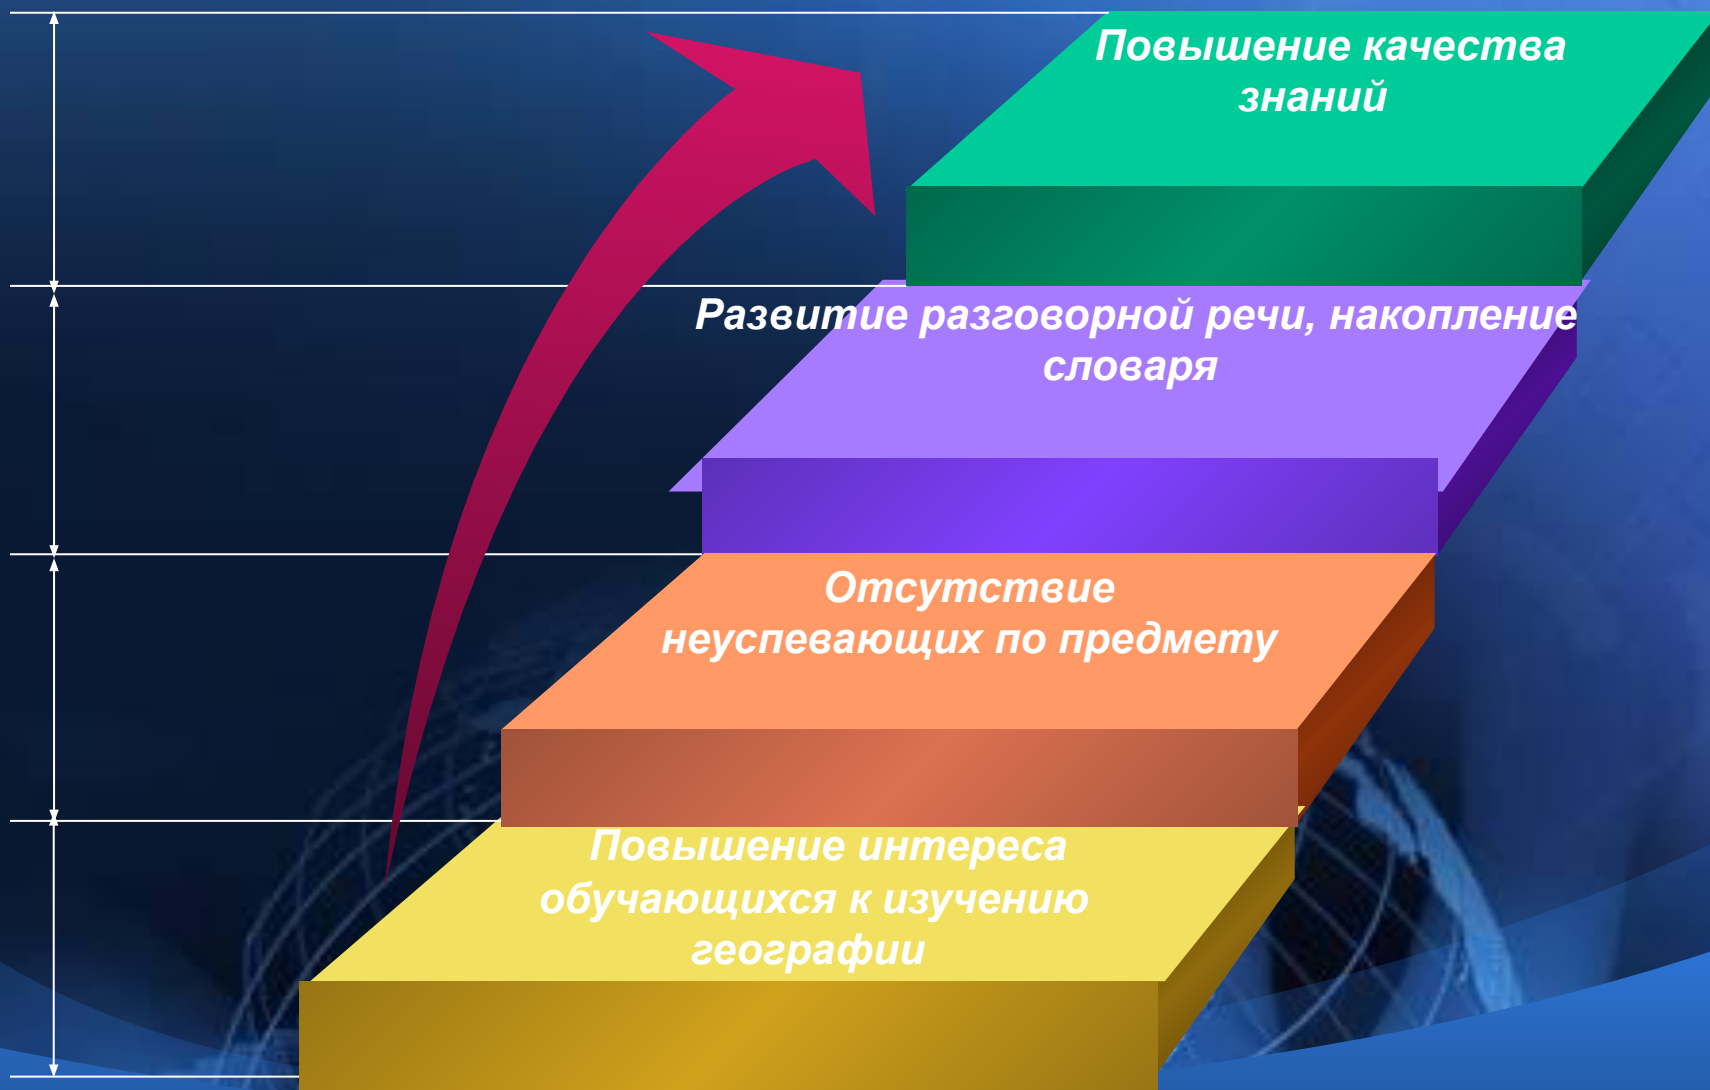 Повышение качества
знаний
Развитие разговорной речи, накопление
словаря
Отсутствие
неуспевающих по предмету
Повышение интереса
обучающихся к изучению
географии